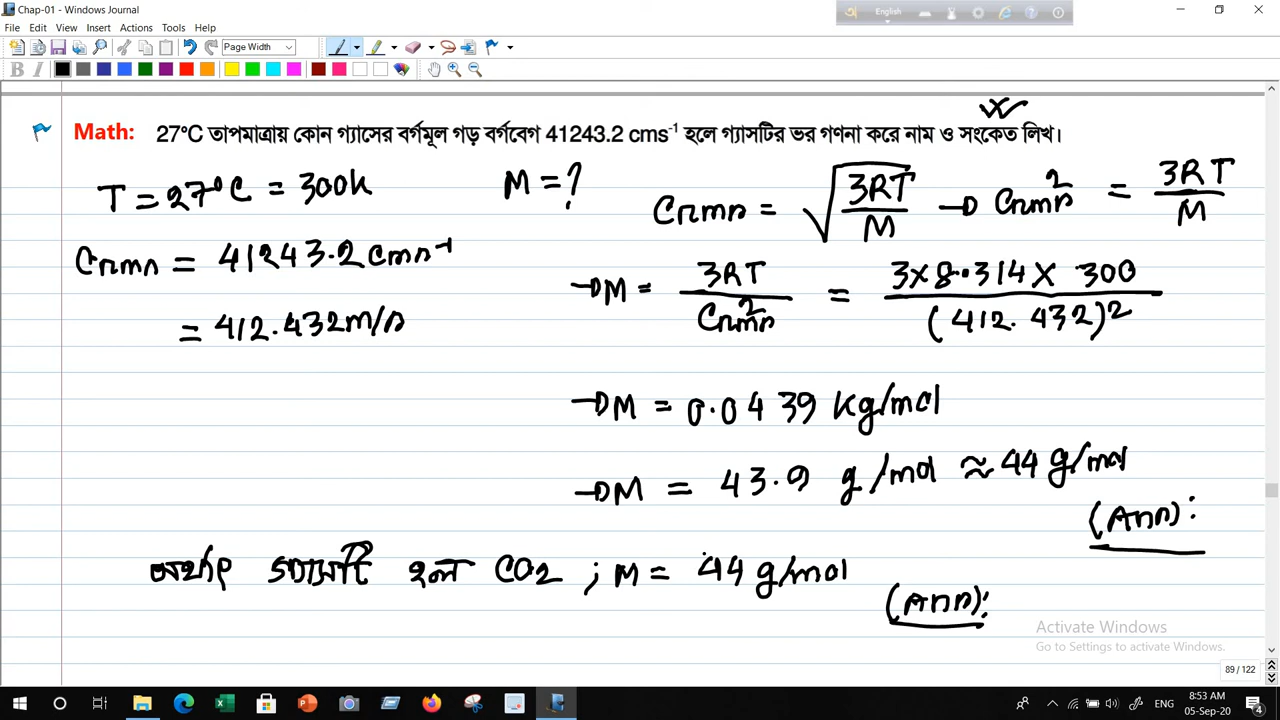 Chap-01 - Windows Journal
English
File Edit View Insert Actions Tools Help
Page Width
B I
Math: 27°C তাপমাত্রায় কোন গ্যাসের বর্গমূল গড় বর্গবেগ 41243.2 cms⁻¹ হলে গ্যাসটির ভর গণনা করে নাম ও সংকেত লিখ।
T = 27°C = 300k
M = ?
Crms = √(3RT/M) → Crms² = 3RT/M
Crms = 41243.2 cms⁻¹
= 412.432 m/s
→ M = 3RT/Crms² = 3×8.314×300/(412.432)²
→ M = 0.0439 kg/mol
→ M = 43.9 g/mol ≈ 44 g/mol
(Ans):
অর্থাৎ গ্যাসটি হল CO₂ ; M = 44 g/mol
(Ans):
Activate Windows
Go to Settings to activate Windows.
89 / 122
ENG
8:53 AM
05-Sep-20
4